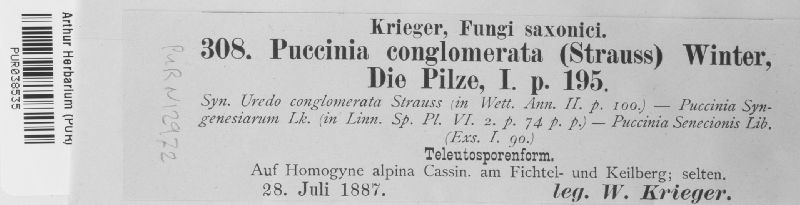 Arthur Herbarium (PUR)
PUR038535
PUR N12972
Krieger, Fungi saxonici.
308. Puccinia conglomerata (Strauss) Winter,
Die Pilze, I. p. 195.
Syn. Uredo conglomerata Strauss (in Wett. Ann. II. p. 100.) — Puccinia Syn-
genesiarum Lk. (in Linn. Sp. Pl. VI. 2. p. 74 p. p.) — Puccinia Senecionis Lib.
(Exs. I. 90.)
Teleutosporenform.
Auf Homogyne alpina Cassin. am Fichtel- und Keilberg; selten.
28. Juli 1887.
leg. W. Krieger.